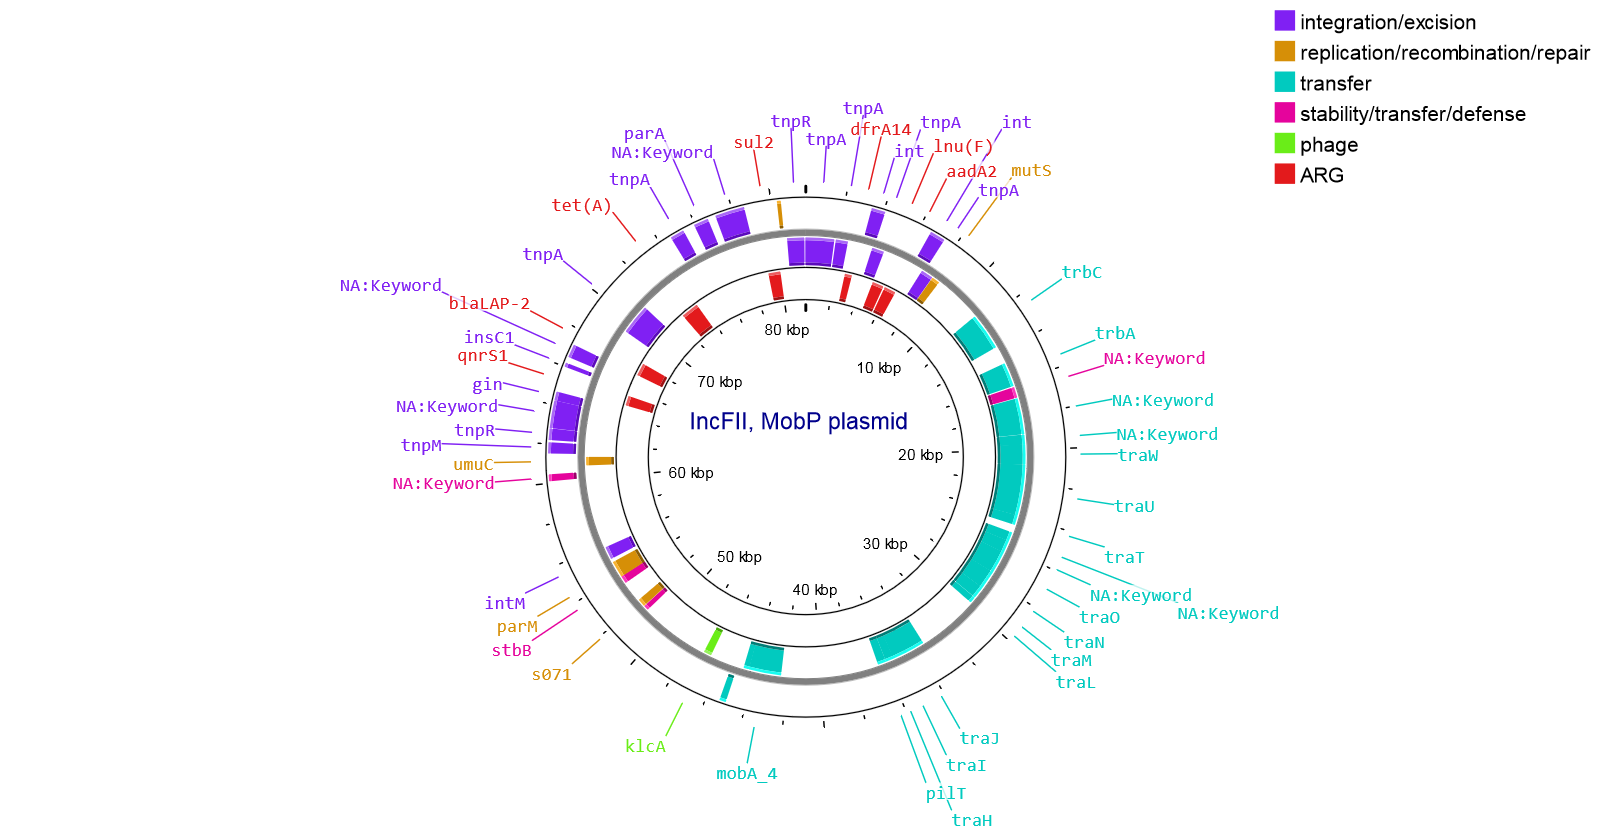 integration/excision
replication/recombination/repair
transfer
stability/transfer/defense
phage
ARG
tnpA
tnpR
dfrA14
tnpA
int
parA
sul2
tnpA
int
lnu(F)
NA:Keyword
aadA2
mutS
tnpA
tnpA
tet(A)
tnpA
trbC
NA:Keyword
blaLAP-2
trbA
insC1
qnrS1
NA:Keyword
gin
NA:Keyword
NA:Keyword
tnpR
NA:Keyword
tnpM
traW
umuC
NA:Keyword
traU
traT
NA:Keyword
intM
NA:Keyword
traO
parM
traN
stbB
traM
s071
traL
traJ
klcA
traI
mobA_4
pilT
traH
80 kbp
10 kbp
70 kbp
IncFII, MobP plasmid
20 kbp
60 kbp
30 kbp
50 kbp
40 kbp